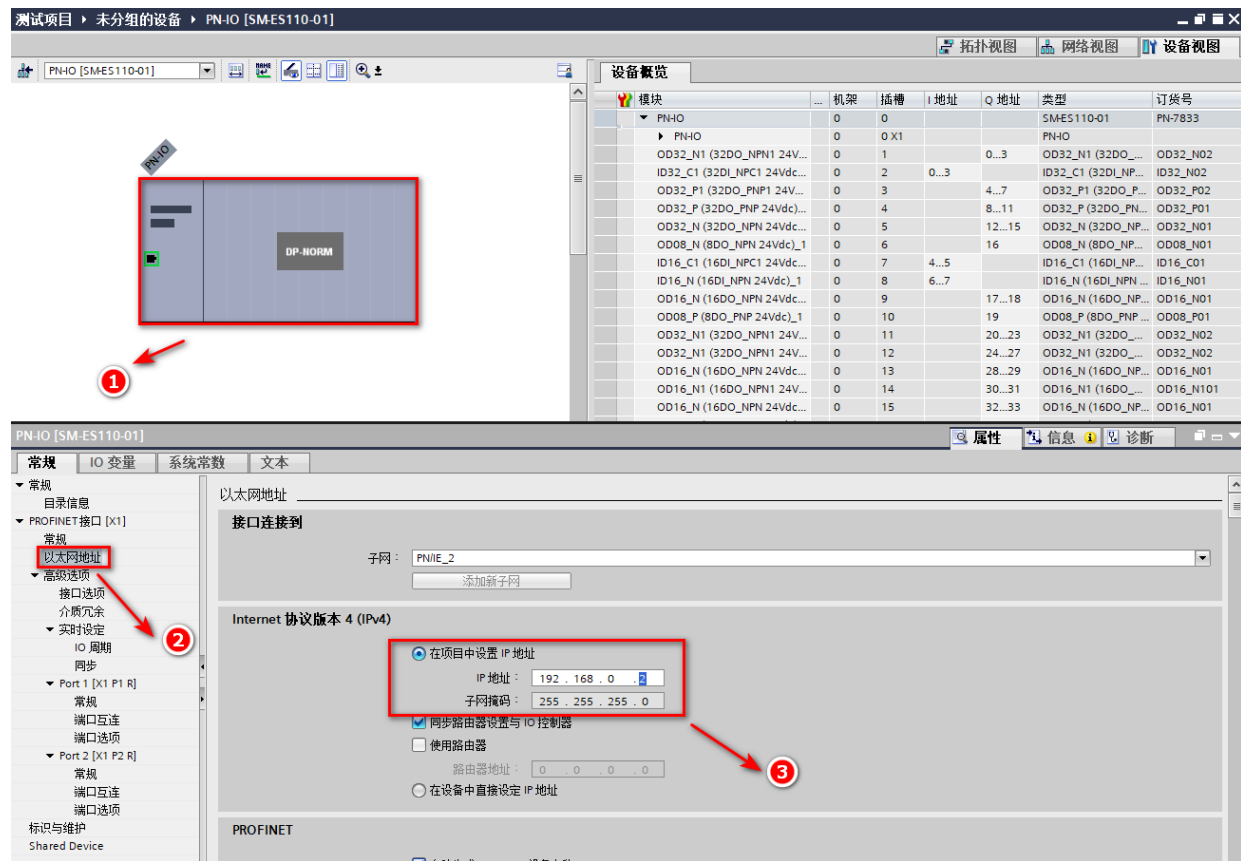 测试项目 ▸ 未分组的设备 ▸ PN-IO [SM-ES110-01]
拓扑视图 网络视图 设备视图
PN-IO [SM-ES110-01]
设备概览
PN-IO
DP-NORM
1
模块 ... 机架 插槽 I 地址 Q 地址 类型 订货号
PN-IO 0 0 SM-ES110-01 PN-7833
PN-IO 0 0 X1 PN-IO
OD32_N1 (32DO_NPN1 24V... 0 1 0...3 OD32_N1 (32DO_... OD32_N02
ID32_C1 (32DI_NPC1 24Vdc... 0 2 0...3 ID32_C1 (32DI_NP... ID32_N02
OD32_P1 (32DO_PNP1 24V... 0 3 4...7 OD32_P1 (32DO_P... OD32_P02
OD32_P (32DO_PNP 24Vdc)... 0 4 8...11 OD32_P (32DO_PN... OD32_P01
OD32_N (32DO_NPN 24Vdc... 0 5 12...15 OD32_N (32DO_NP... OD32_N01
OD08_N (8DO_NPN 24Vdc)_1 0 6 16 OD08_N (8DO_NP... OD08_N01
ID16_C1 (16DI_NPC1 24Vdc... 0 7 4...5 ID16_C1 (16DI_NP... ID16_C01
ID16_N (16DI_NPN 24Vdc)_1 0 8 6...7 ID16_N (16DI_NPN ... ID16_N01
OD16_N (16DO_NPN 24Vdc... 0 9 17...18 OD16_N (16DO_NP... OD16_N01
OD08_P (8DO_PNP 24Vdc)_1 0 10 19 OD08_P (8DO_PNP ... OD08_P01
OD32_N1 (32DO_NPN1 24V... 0 11 20...23 OD32_N1 (32DO_... OD32_N02
OD32_N1 (32DO_NPN1 24V... 0 12 24...27 OD32_N1 (32DO_... OD32_N02
OD16_N (16DO_NPN 24Vdc... 0 13 28...29 OD16_N (16DO_NP... OD16_N01
OD16_N1 (16DO_NPN1 24V... 0 14 30...31 OD16_N1 (16DO_... OD16_N101
OD16_N (16DO_NPN 24Vdc... 0 15 32...33 OD16_N (16DO_NP... OD16_N01
PN-IO [SM-ES110-01]
属性 信息 诊断
常规 IO 变量 系统常数 文本
常规
目录信息
PROFINET接口 [X1]
常规
以太网地址
高级选项
接口选项
介质冗余
实时设定
IO 周期
同步
Port 1 [X1 P1 R]
常规
端口互连
端口选项
Port 2 [X1 P2 R]
常规
端口互连
端口选项
标识与维护
Shared Device
2
以太网地址
接口连接到
子网： PN/IE_2
添加新子网
Internet 协议版本 4 (IPv4)
在项目中设置 IP 地址
IP 地址： 192 . 168 . 0 . 2
子网掩码： 255 . 255 . 255 . 0
同步路由器设置与 IO 控制器
使用路由器
路由器地址： 0 . 0 . 0 . 0
在设备中直接设定 IP 地址
3
PROFINET